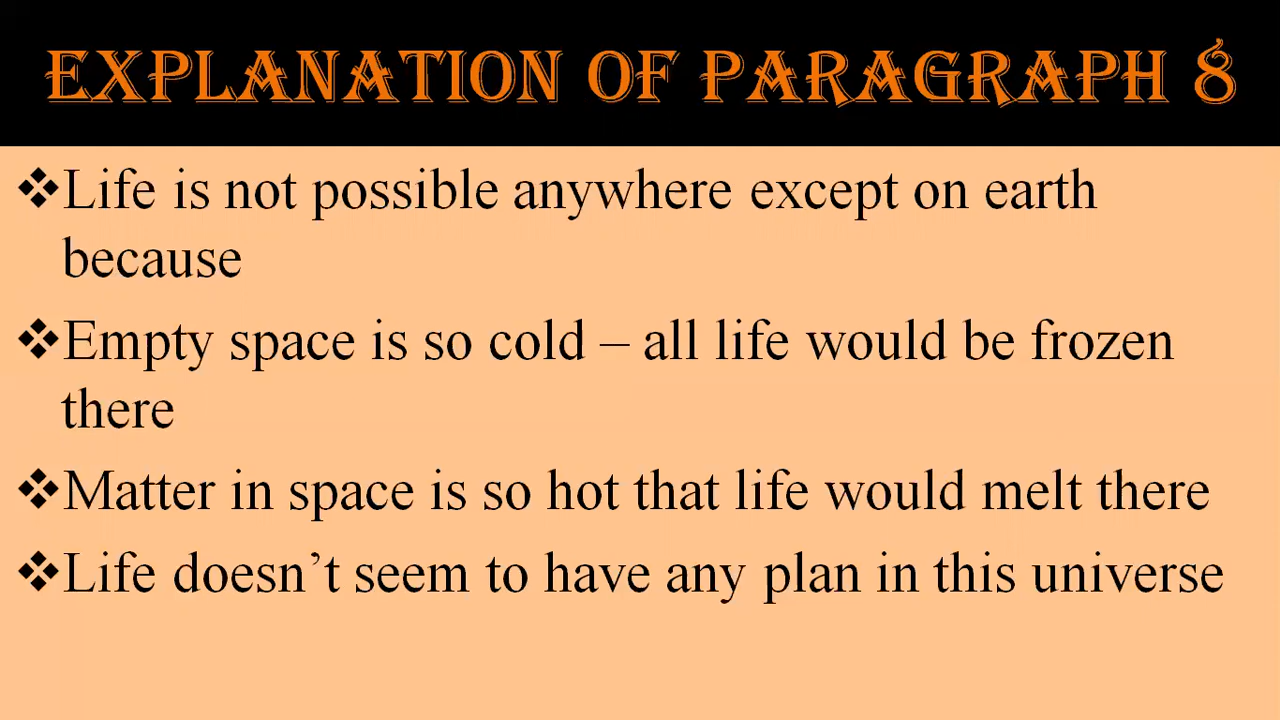 EXPLANATION OF PARAGRAPH 8
❖Life is not possible anywhere except on earth
because
❖Empty space is so cold – all life would be frozen
there
❖Matter in space is so hot that life would melt there
❖Life doesn’t seem to have any plan in this universe